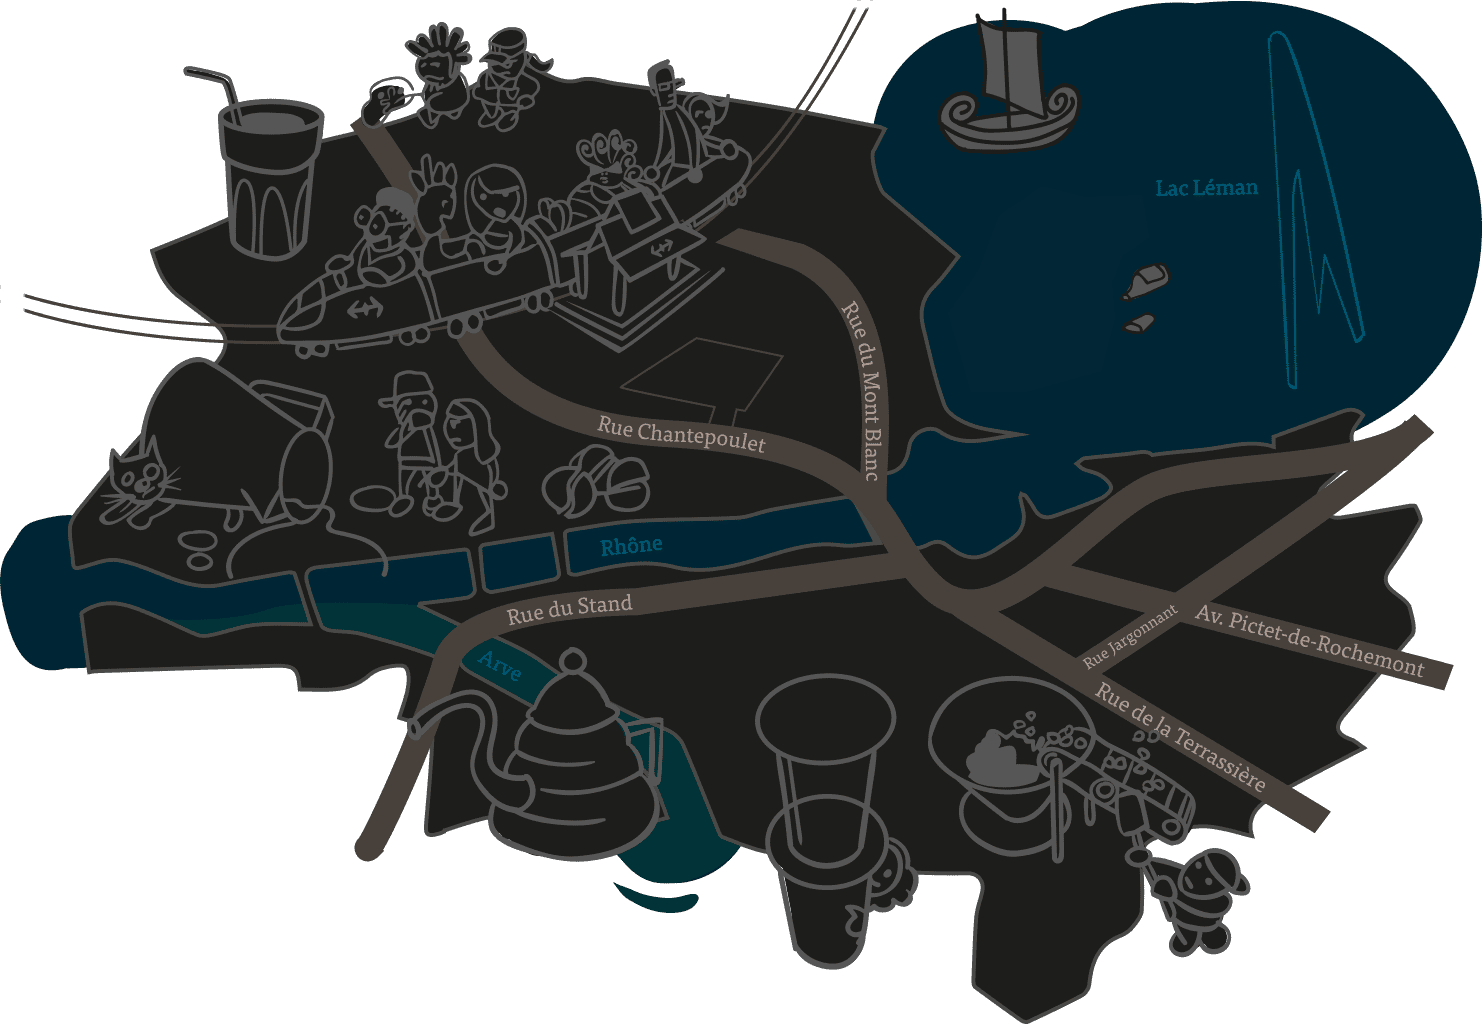 Lac Léman
Rue du Mont Blanc
Rue Chantepoulet
Rhône
Rue du Stand
Arve
Rue Jargonnant
Av. Pictet-de-Rochemont
Rue de la Terrassière